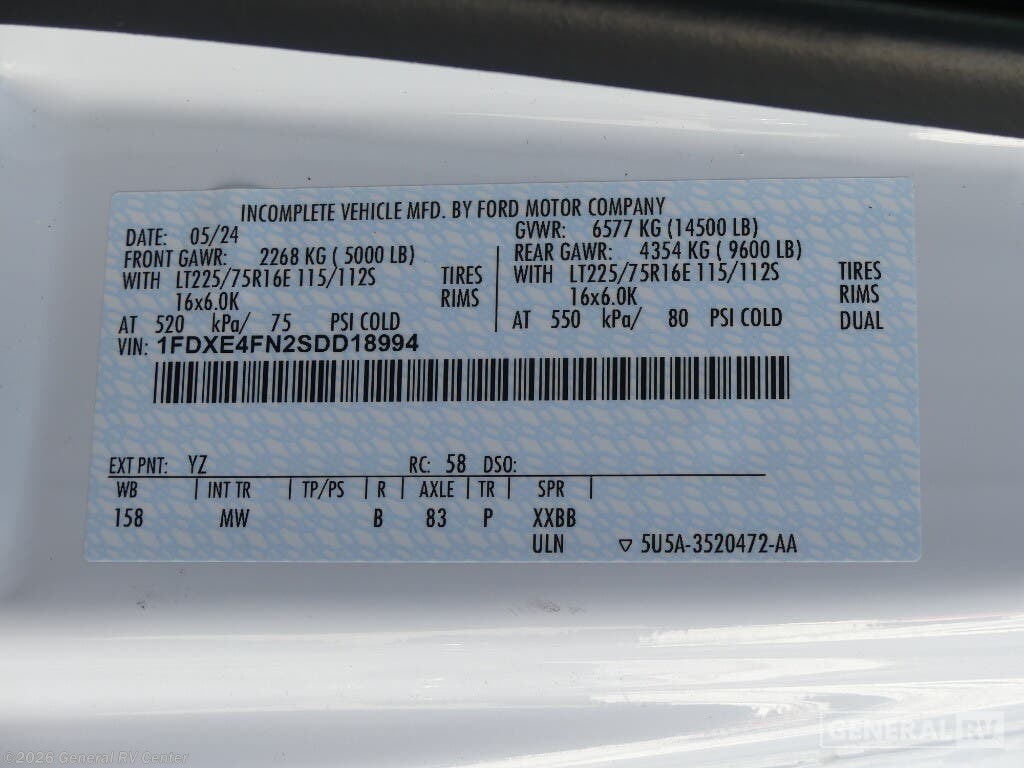 INCOMPLETE VEHICLE MFD. BY FORD MOTOR COMPANY
DATE: 05/24 GVWR: 6577 KG (14500 LB)
FRONT GAWR: 2268 KG ( 5000 LB) REAR GAWR: 4354 KG ( 9600 LB)
WITH LT225/75R16E 115/112S TIRES WITH LT225/75R16E 115/112S TIRES
16x6.0K RIMS 16x6.0K RIMS
AT 520 kPa/ 75 PSI COLD AT 550 kPa/ 80 PSI COLD DUAL
VIN: 1FDXE4FN2SDD18994
EXT PNT: YZ RC: 58 DSO:
WB | INT TR | TP/PS | R | AXLE | TR | SPR |
158 MW B 83 P XXBB
ULN ▽ 5U5A-3520472-AA
GENERAL RV
©2026 General RV Center